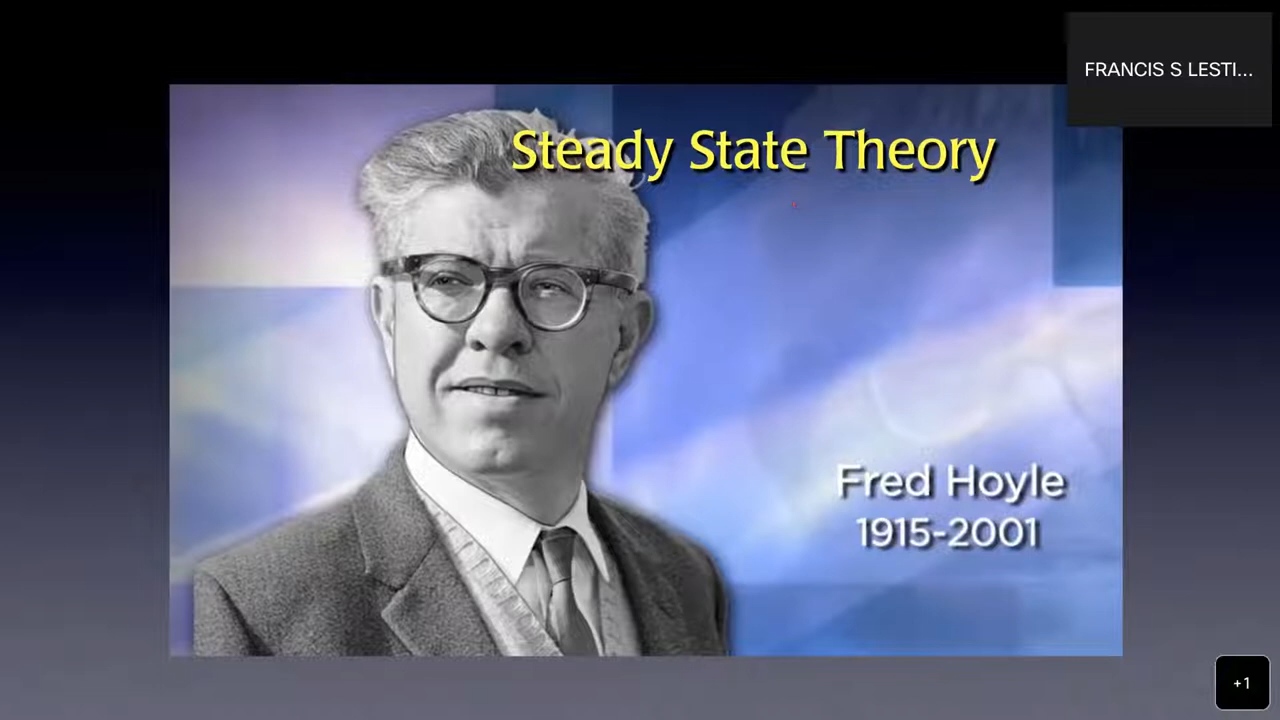 FRANCIS S LESTI...
Steady State Theory
Fred Hoyle
1915-2001
+1